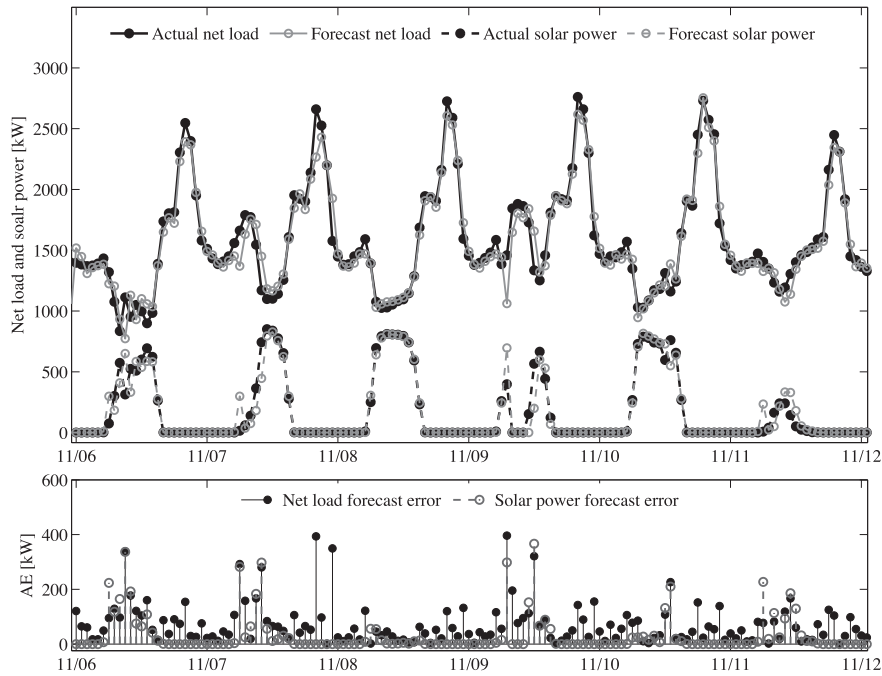 Actual net load Forecast net load Actual solar power Forecast solar power
Net load and soalr power [kW]
3000
2500
2000
1500
1000
500
0
11/06 11/07 11/08 11/09 11/10 11/11 11/12
Net load forecast error Solar power forecast error
AE [kW]
600
400
200
0
11/06 11/07 11/08 11/09 11/10 11/11 11/12